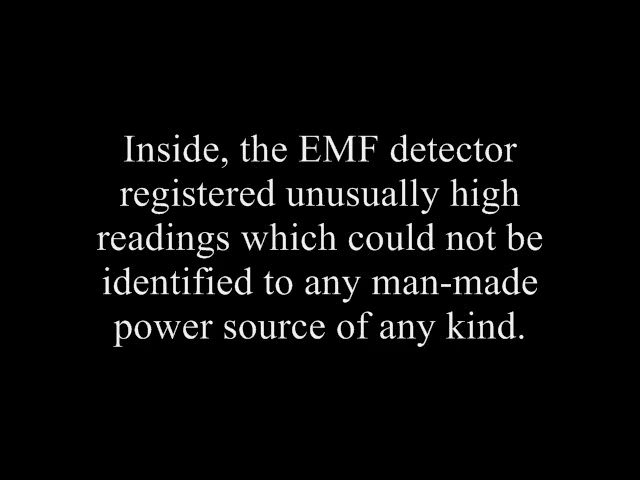 Inside, the EMF detector
registered unusually high
readings which could not be
identified to any man-made
power source of any kind.